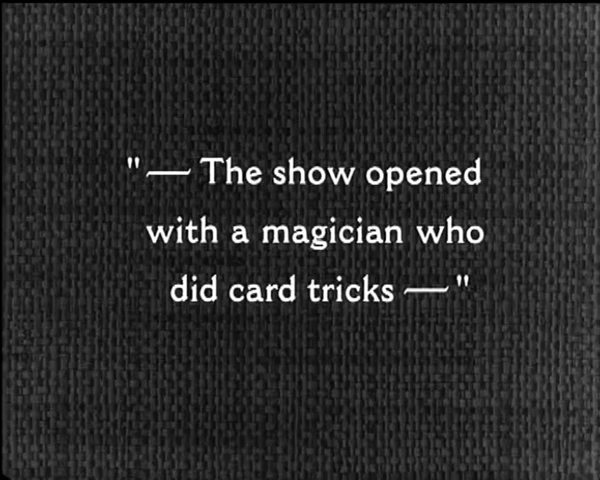 "— The show opened
with a magician who
did card tricks —"